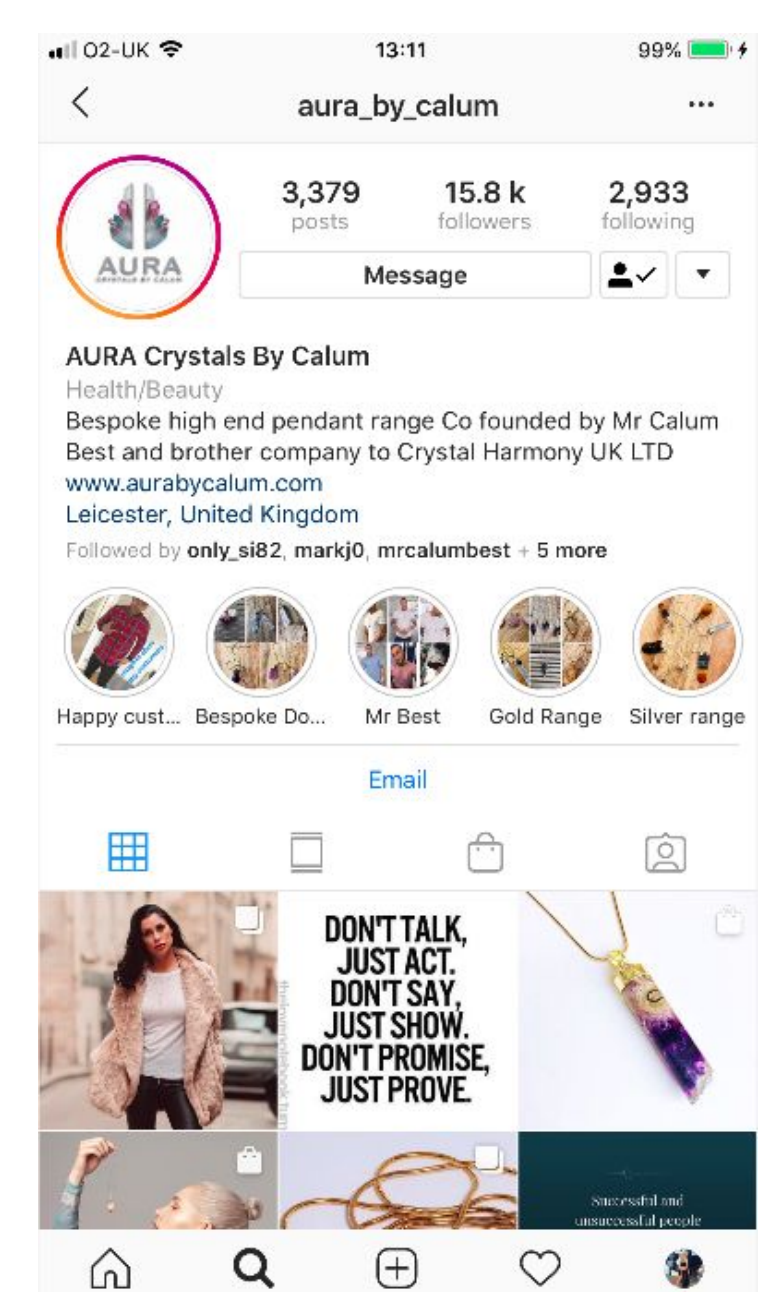 O2-UK 13:11 99%
aura_by_calum
3,379 15.8 k 2,933
posts followers following
AURA
CRYSTALS BY CALUM
Message
AURA Crystals By Calum
Health/Beauty
Bespoke high end pendant range Co founded by Mr Calum
Best and brother company to Crystal Harmony UK LTD
www.aurabycalum.com
Leicester, United Kingdom
Followed by only_si82, markj0, mrcalumbest + 5 more
Happy cust... Bespoke Do... Mr Best Gold Range Silver range
Email
DON'T TALK,
JUST ACT.
DON'T SAY,
JUST SHOW.
DON'T PROMISE,
JUST PROVE.
Successful and
unsuccessful people